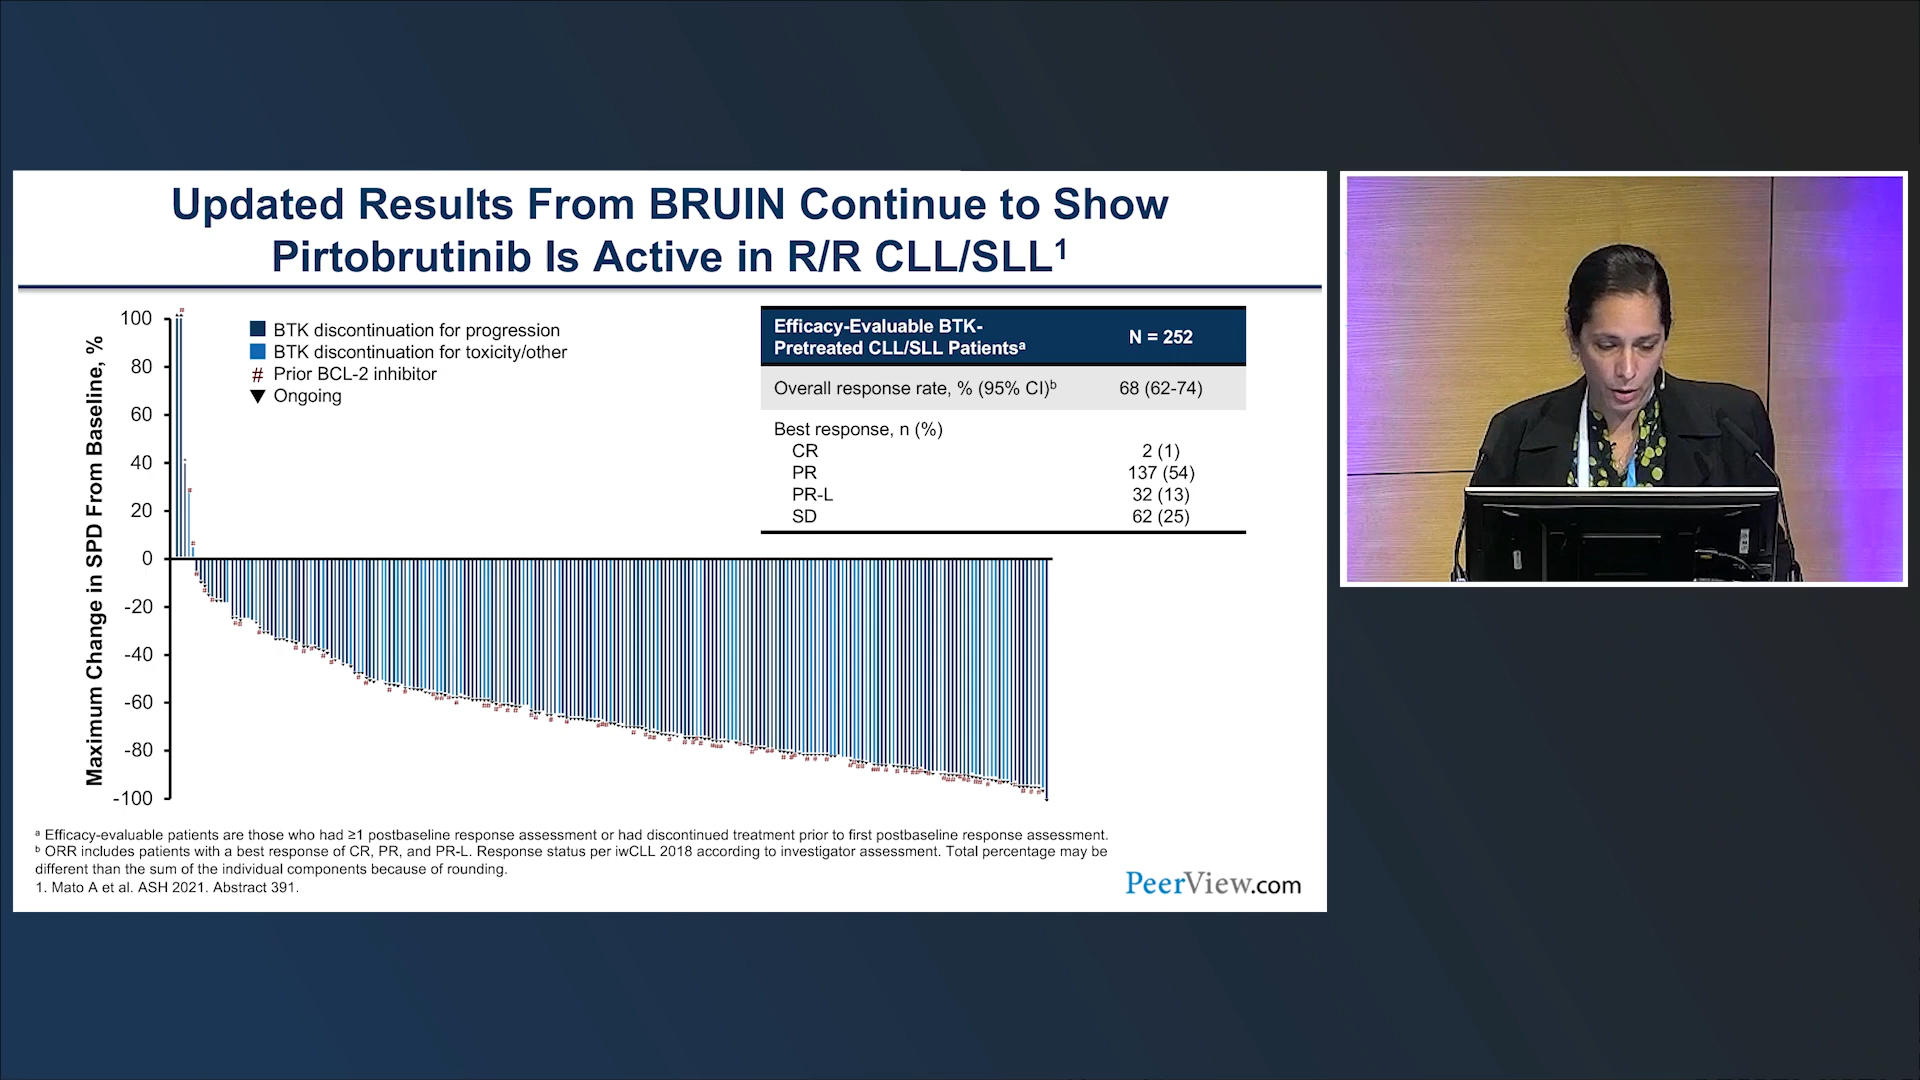 Updated Results From BRUIN Continue to Show
Pirtobrutinib Is Active in R/R CLL/SLL¹
Maximum Change in SPD From Baseline, %
100
80
60
40
20
0
-20
-40
-60
-80
-100
BTK discontinuation for progression
BTK discontinuation for toxicity/other
# Prior BCL-2 inhibitor
▼ Ongoing
Efficacy-Evaluable BTK-
Pretreated CLL/SLL Patientsᵃ N = 252
Overall response rate, % (95% CI)ᵇ 68 (62-74)
Best response, n (%)
CR 2 (1)
PR 137 (54)
PR-L 32 (13)
SD 62 (25)
ᵃ Efficacy-evaluable patients are those who had ≥1 postbaseline response assessment or had discontinued treatment prior to first postbaseline response assessment.
ᵇ ORR includes patients with a best response of CR, PR, and PR-L. Response status per iwCLL 2018 according to investigator assessment. Total percentage may be
different than the sum of the individual components because of rounding.
1. Mato A et al. ASH 2021. Abstract 391.
PeerView.com